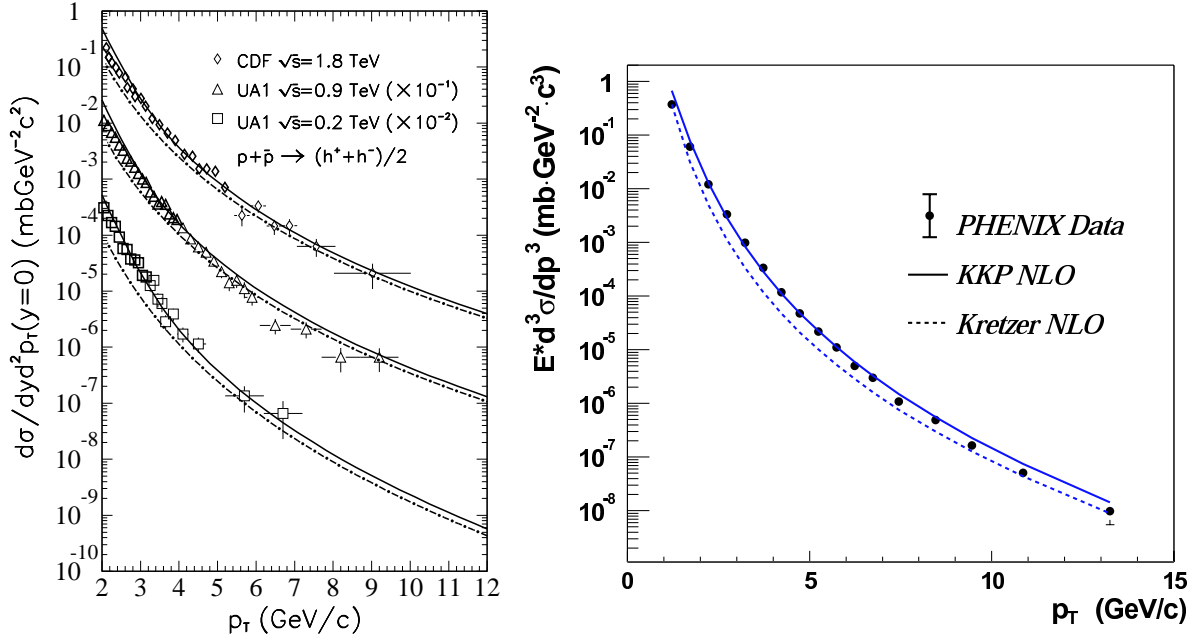 dσ/dyd²p_T(y=0) (mbGeV⁻²c²)
1
10⁻¹
10⁻²
10⁻³
10⁻⁴
10⁻⁵
10⁻⁶
10⁻⁷
10⁻⁸
10⁻⁹
10⁻¹⁰
◇ CDF √s=1.8 TeV
△ UA1 √s=0.9 TeV (×10⁻¹)
□ UA1 √s=0.2 TeV (×10⁻²)
p+p̄ → (h⁺+h⁻)/2
2 3 4 5 6 7 8 9 10 11 12
p_T (GeV/c)
E*d³σ/dp³ (mb·GeV⁻²·c³)
1
10⁻¹
10⁻²
10⁻³
10⁻⁴
10⁻⁵
10⁻⁶
10⁻⁷
10⁻⁸
PHENIX Data
KKP NLO
Kretzer NLO
0 5 10 15
p_T (GeV/c)